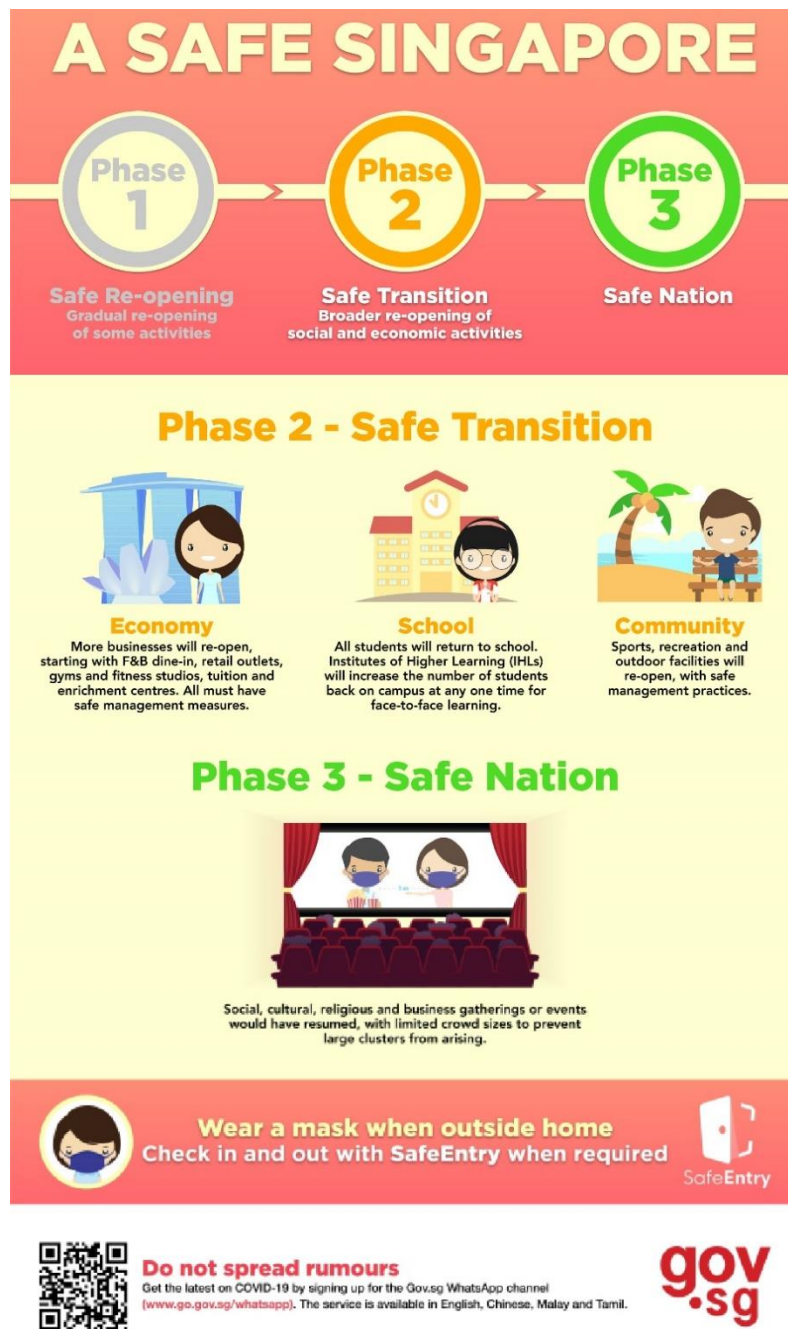 A SAFE SINGAPORE
Phase
1
Phase
2
Phase
3
Safe Re-opening
Gradual re-opening
of some activities
Safe Transition
Broader re-opening of
social and economic activities
Safe Nation
Phase 2 - Safe Transition
Economy
More businesses will re-open,
starting with F&B dine-in, retail outlets,
gyms and fitness studios, tuition and
enrichment centres. All must have
safe management measures.
School
All students will return to school.
Institutes of Higher Learning (IHLs)
will increase the number of students
back on campus at any one time for
face-to-face learning.
Community
Sports, recreation and
outdoor facilities will
re-open, with safe
management practices.
Phase 3 - Safe Nation
Social, cultural, religious and business gatherings or events
would have resumed, with limited crowd sizes to prevent
large clusters from arising.
Wear a mask when outside home
Check in and out with SafeEntry when required
SafeEntry
Do not spread rumours
Get the latest on COVID-19 by signing up for the Gov.sg WhatsApp channel
(www.go.gov.sg/whatsapp). The service is available in English, Chinese, Malay and Tamil.
gov
.sg